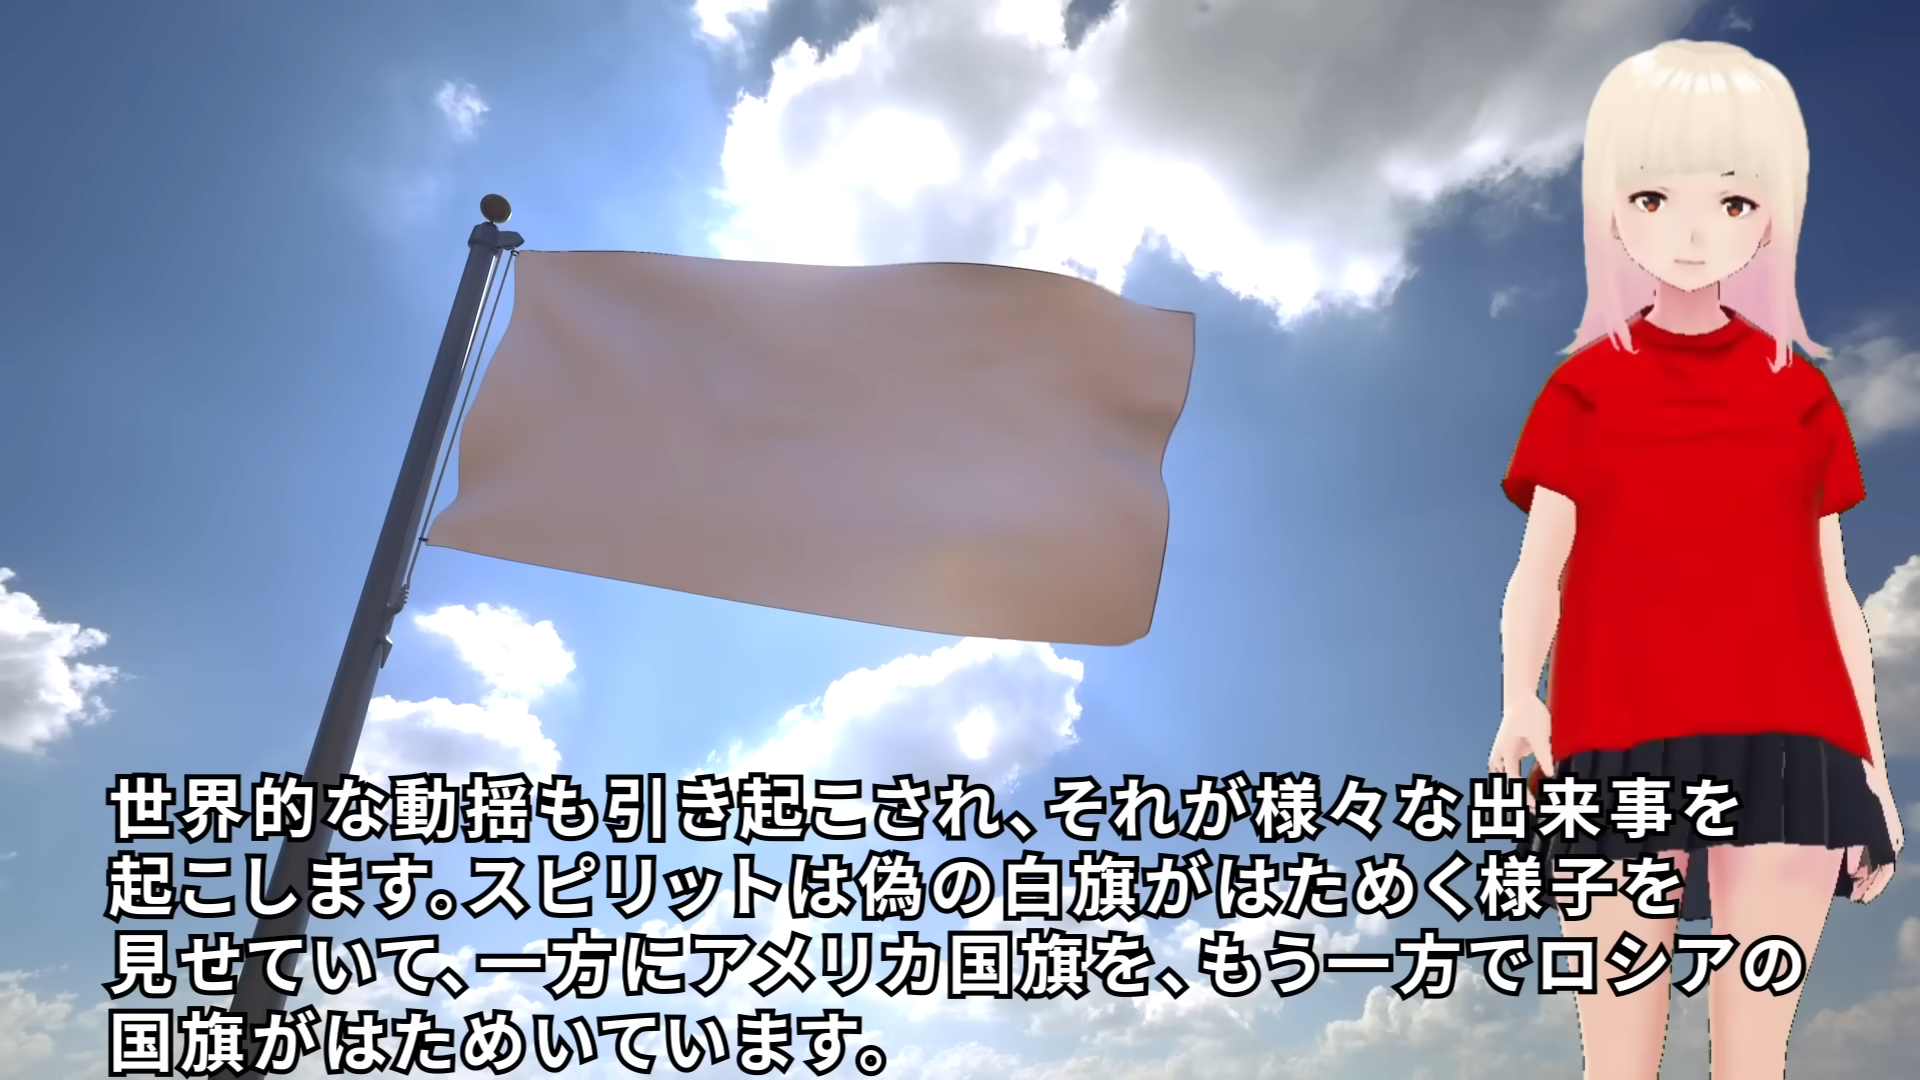 世界的な動揺も引き起こされ、それが様々な出来事を
起こします。スピリットは偽の白旗がはためく様子を
見せていて、一方にアメリカ国旗を、もう一方でロシアの
国旗がはためいています。